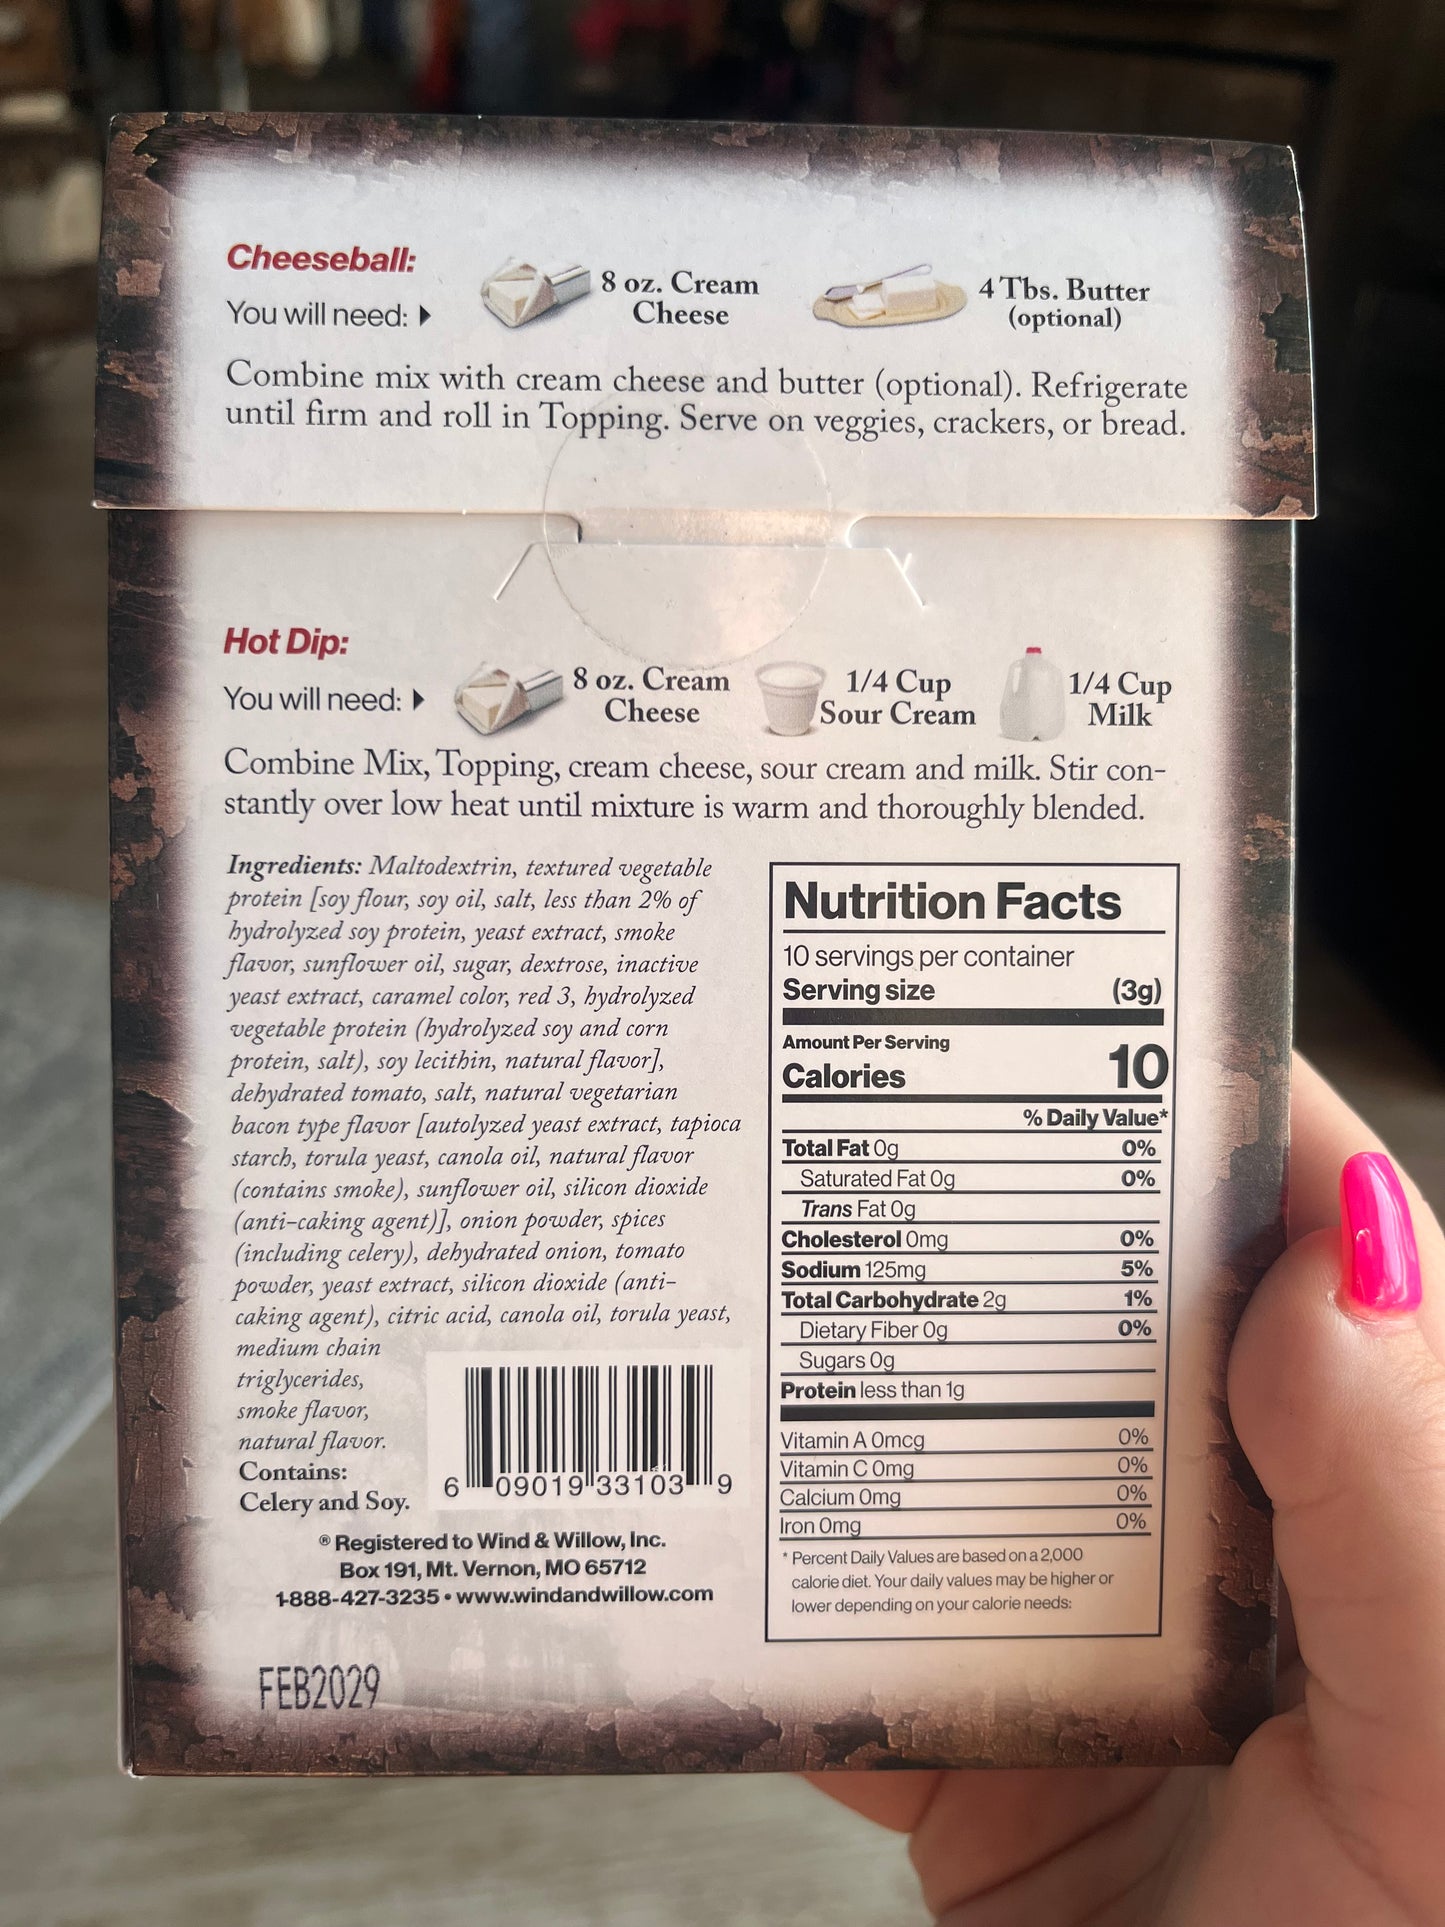 Cheeseball:
You will need:
8 oz. Cream
Cheese
4 Tbs. Butter
(optional)
Combine mix with cream cheese and butter (optional). Refrigerate
until firm and roll in Topping. Serve on veggies, crackers, or bread.
Hot Dip:
You will need:
8 oz. Cream
Cheese
1/4 Cup
Sour Cream
1/4 Cup
Milk
Combine Mix, Topping, cream cheese, sour cream and milk. Stir con-
stantly over low heat until mixture is warm and thoroughly blended.
Ingredients: Maltodextrin, textured vegetable
protein [soy flour, soy oil, salt, less than 2% of
hydrolyzed soy protein, yeast extract, smoke
flavor, sunflower oil, sugar, dextrose, inactive
yeast extract, caramel color, red 3, hydrolyzed
vegetable protein (hydrolyzed soy and corn
protein, salt), soy lecithin, natural flavor],
dehydrated tomato, salt, natural vegetarian
bacon type flavor [autolyzed yeast extract, tapioca
starch, torula yeast, canola oil, natural flavor
(contains smoke), sunflower oil, silicon dioxide
(anti-caking agent)], onion powder, spices
(including celery), dehydrated onion, tomato
powder, yeast extract, silicon dioxide (anti-
caking agent), citric acid, canola oil, torula yeast,
medium chain
triglycerides,
smoke flavor,
natural flavor.
Contains:
Celery and Soy.
6 09019 33103 9
® Registered to Wind & Willow, Inc.
Box 191, Mt. Vernon, MO 65712
1-888-427-3235 • www.windandwillow.com
FEB2029
Nutrition Facts
10 servings per container
Serving size (3g)
Amount Per Serving
Calories 10
% Daily Value*
Total Fat 0g 0%
Saturated Fat 0g 0%
Trans Fat 0g
Cholesterol 0mg 0%
Sodium 125mg 5%
Total Carbohydrate 2g 1%
Dietary Fiber 0g 0%
Sugars 0g
Protein less than 1g
Vitamin A 0mcg 0%
Vitamin C 0mg 0%
Calcium 0mg 0%
Iron 0mg 0%
* Percent Daily Values are based on a 2,000
calorie diet. Your daily values may be higher or
lower depending on your calorie needs: